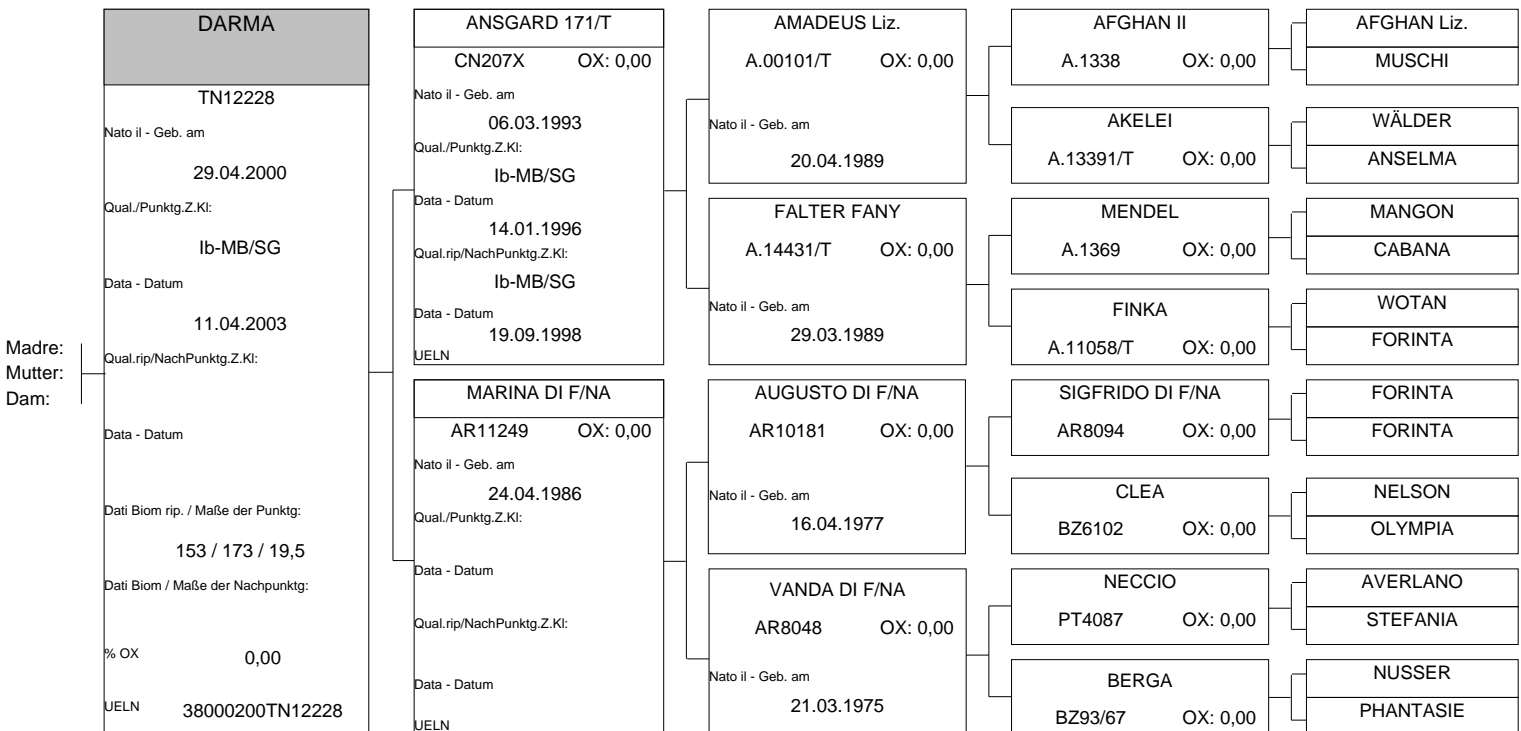 Madre:
Mutter:
Dam:
DARMA
TN12228
Nato il - Geb. am
29.04.2000
Qual./Punktg.Z.Kl:
Ib-MB/SG
Data - Datum
11.04.2003
Qual.rip/NachPunktg.Z.Kl:
Data - Datum
Dati Biom rip. / Maße der Punktg:
153 / 173 / 19,5
Dati Biom / Maße der Nachpunktg:
% OX 0,00
UELN 38000200TN12228
ANSGARD 171/T
CN207X OX: 0,00
Nato il - Geb. am
06.03.1993
Qual./Punktg.Z.Kl:
Ib-MB/SG
Data - Datum
14.01.1996
Qual.rip/NachPunktg.Z.Kl:
Ib-MB/SG
Data - Datum
19.09.1998
UELN
MARINA DI F/NA
AR11249 OX: 0,00
Nato il - Geb. am
24.04.1986
Qual./Punktg.Z.Kl:
Data - Datum
Qual.rip/NachPunktg.Z.Kl:
Data - Datum
UELN
AMADEUS Liz.
A.00101/T OX: 0,00
Nato il - Geb. am
20.04.1989
FALTER FANY
A.14431/T OX: 0,00
Nato il - Geb. am
29.03.1989
AUGUSTO DI F/NA
AR10181 OX: 0,00
Nato il - Geb. am
16.04.1977
VANDA DI F/NA
AR8048 OX: 0,00
Nato il - Geb. am
21.03.1975
AFGHAN II
A.1338 OX: 0,00
AKELEI
A.13391/T OX: 0,00
MENDEL
A.1369 OX: 0,00
FINKA
A.11058/T OX: 0,00
SIGFRIDO DI F/NA
AR8094 OX: 0,00
CLEA
BZ6102 OX: 0,00
NECCIO
PT4087 OX: 0,00
BERGA
BZ93/67 OX: 0,00
AFGHAN Liz.
MUSCHI
WÄLDER
ANSELMA
MANGON
CABANA
WOTAN
FORINTA
FORINTA
FORINTA
NELSON
OLYMPIA
AVERLANO
STEFANIA
NUSSER
PHANTASIE